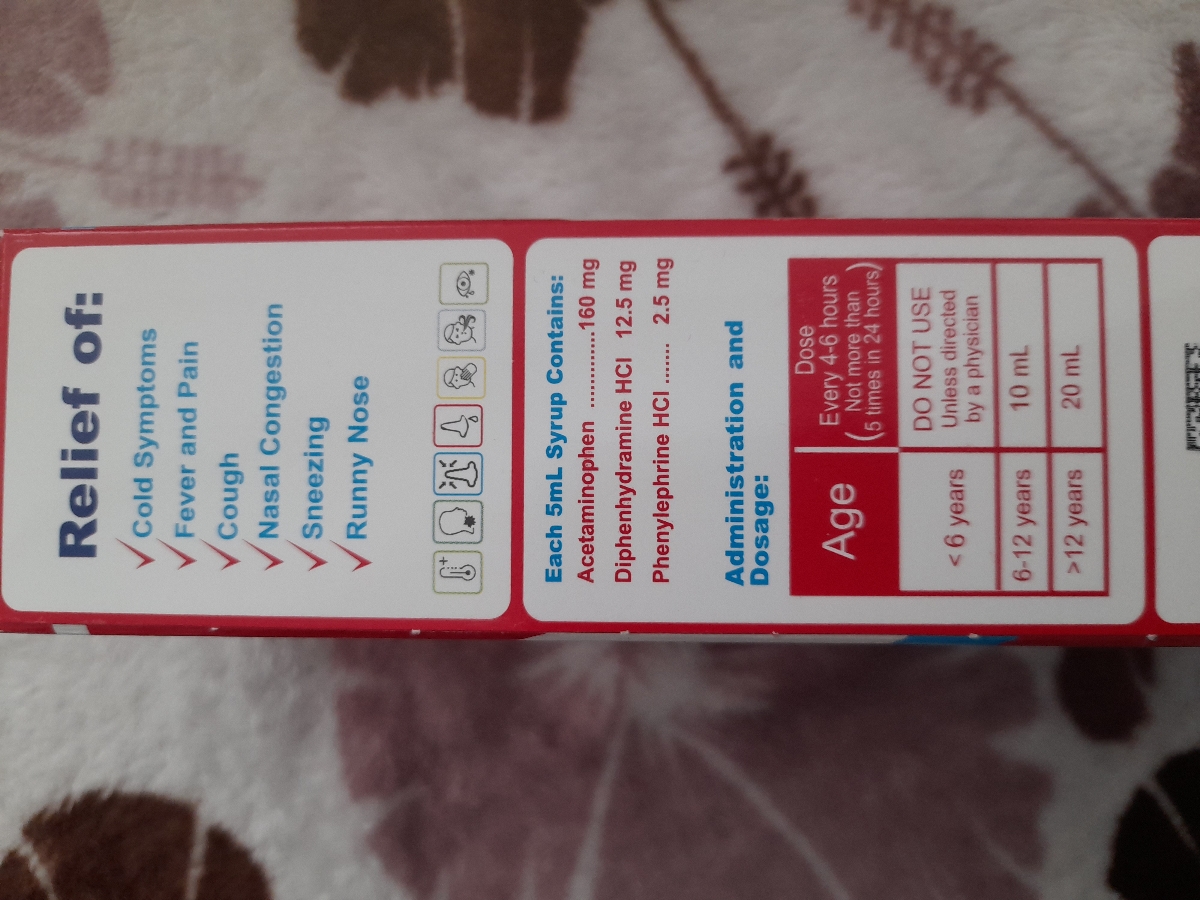 Relief of:
Cold Symptoms
Fever and Pain
Cough
Nasal Congestion
Sneezing
Runny Nose
Each 5mL Syrup Contains:
Acetaminophen ............160 mg
Diphenhydramine HCl 12.5 mg
Phenylephrine HCl ....... 2.5 mg
Administration and
Dosage:
Age
Dose
Every 4-6 hours
(Not more than
5 times in 24 hours)
< 6 years
DO NOT USE
Unless directed
by a physician
6-12 years 10 mL
>12 years 20 mL